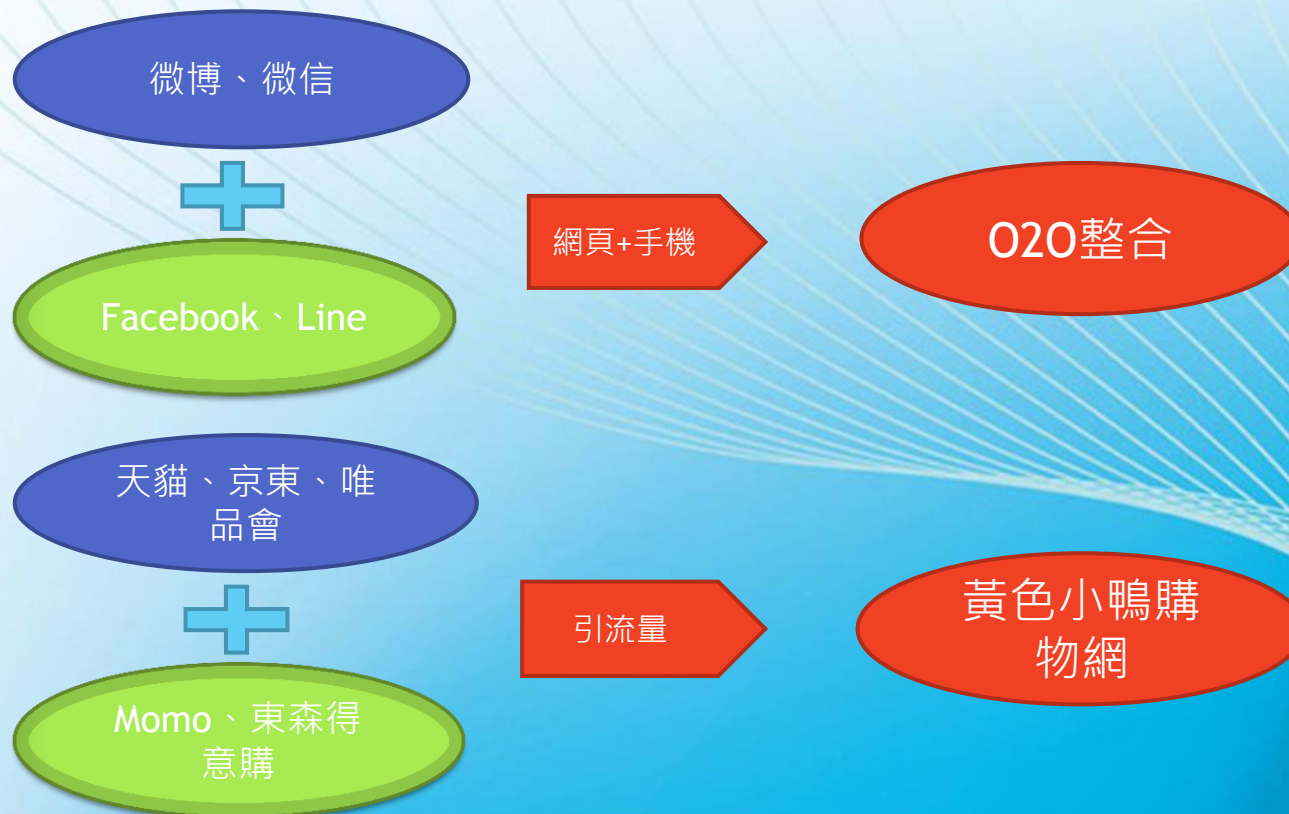 微博、微信
Facebook、Line
網頁+手機
O2O整合
天貓、京東、唯
品會
Momo、東森得
意購
引流量
黃色小鴨購
物網